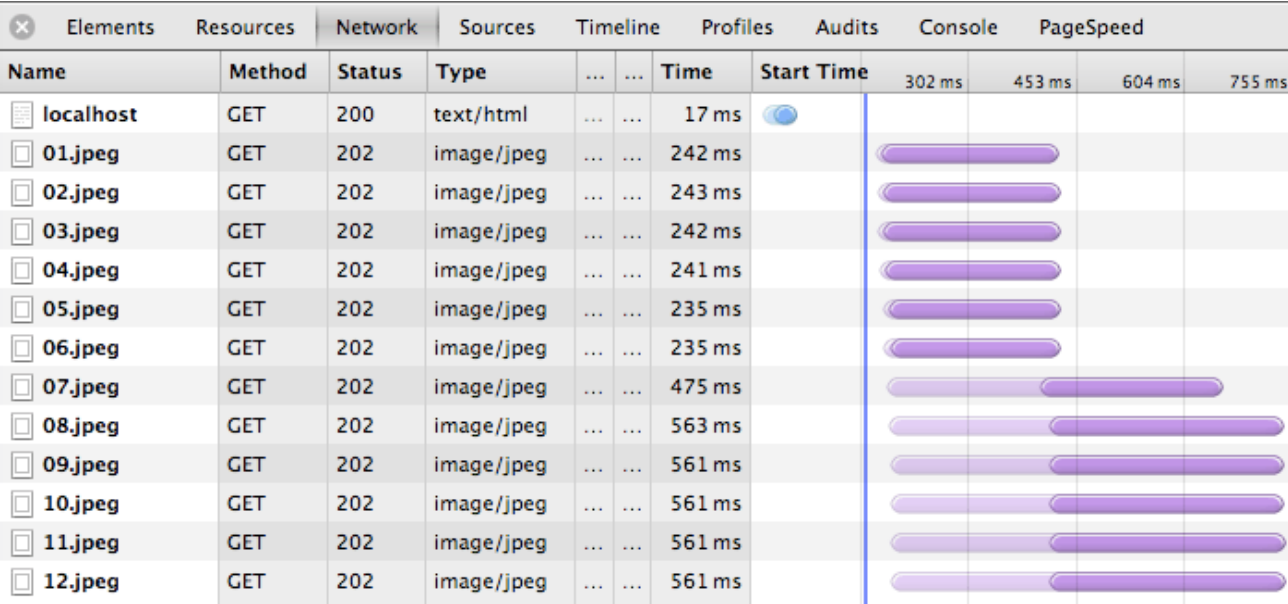 Elements Resources Network Sources Timeline Profiles Audits Console PageSpeed
Name Method Status Type ... ... Time Start Time 302 ms 453 ms 604 ms 755 ms
localhost GET 200 text/html ... ... 17 ms
01.jpeg GET 202 image/jpeg ... ... 242 ms
02.jpeg GET 202 image/jpeg ... ... 243 ms
03.jpeg GET 202 image/jpeg ... ... 242 ms
04.jpeg GET 202 image/jpeg ... ... 241 ms
05.jpeg GET 202 image/jpeg ... ... 235 ms
06.jpeg GET 202 image/jpeg ... ... 235 ms
07.jpeg GET 202 image/jpeg ... ... 475 ms
08.jpeg GET 202 image/jpeg ... ... 563 ms
09.jpeg GET 202 image/jpeg ... ... 561 ms
10.jpeg GET 202 image/jpeg ... ... 561 ms
11.jpeg GET 202 image/jpeg ... ... 561 ms
12.jpeg GET 202 image/jpeg ... ... 561 ms